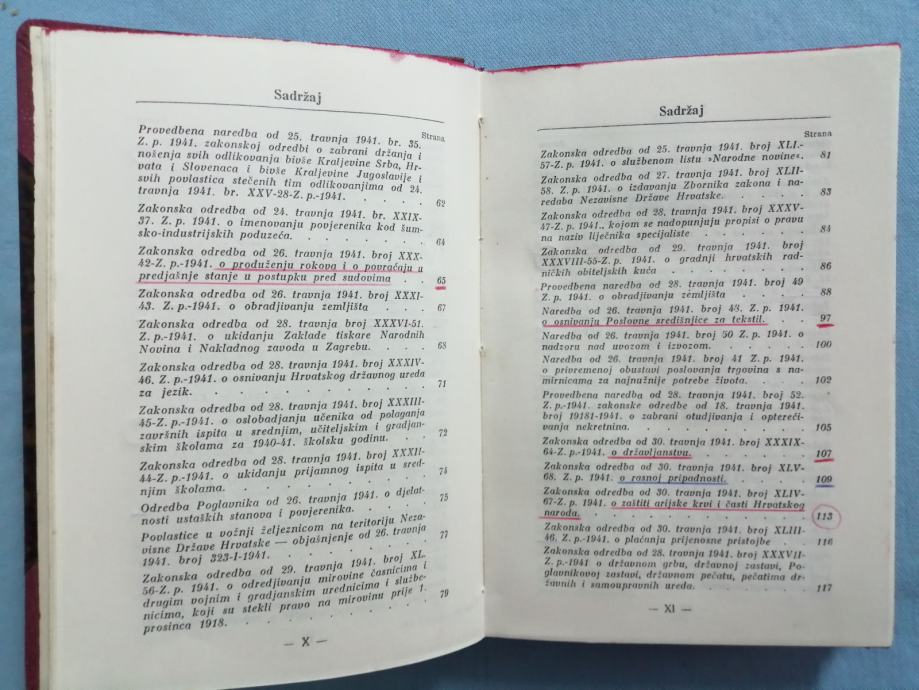 Sadržaj
Strana
Provedbena naredba od 25. travnja 1941. br. 35.
Z. p. 1941. zakonskoj odredbi o zabrani držanja i
nošenja svih odlikovanja bivše Kraljevine Srba, Hr-
vata i Slovenaca i bivše Kraljevine Jugoslavije i
svih povlastica stečenih tim odlikovanjima od 24.
travnja 1941. br. XXV-28-Z. p.-1941. . . . . . 62
Zakonska odredba od 24. travnja 1941. br. XXIX-
37. Z. p. 1941. o imenovanju povjerenika kod šum-
sko-industrijskih poduzeća. . . . . . . . 64
Zakonska odredba od 26. travnja 1941. broj XXX-
42-Z. p.-1941. o produženju rokova i o povraćaju u
predjašnje stanje u postupku pred sudovima . . 65
Zakonska odredba od 26. travnja 1941. broj XXXI-
43. Z. p.-1941. o obradjivanju zemljišta . . . 67
Zakonska odredba od 28. travnja 1941. broj XXXVI-51.
Z. p.-1941. o ukidanju Zaklade tiskare Narodnih
Novina i Nakladnog zavoda u Zagrebu. . . . . 68
Zakonska odredba od 28. travnja 1941. broj XXXIV-
46. Z. p.-1941. o osnivanju Hrvatskog državnog ureda
za jezik. . . . . . . . . . . . 71
Zakonska odredba od 28. travnja 1941. broj XXXIII-
45-Z. p.-1941. o oslobadjanju učenika od polaganja
završnih ispita u srednjim, učiteljskim i gradjan-
skim školama za 1940-41. školsku godinu. . . . 72
Zakonska odredba od 28. travnja 1941. broj XXXII-
44-Z. p.-1941. o ukidanju prijamnog ispita u sred-
njim školama. . . . . . . . . . . 74
Odredba Poglavnika od 26. travnja 1941. o djelat-
nosti ustaških stanova i povjerenika. . . . . 75
Povlastice u vožnji željeznicom na teritoriju Neza-
visne Države Hrvatske — objašnjenje od 26. travnja
1941. broj 323-I-1941. . . . . . . . . 77
Zakonska odredba od 29. travnja 1941. broj XL.
56-Z. p. 1941. o odredjivanju mirovine časnicima i
drugim vojnim i gradjanskim urednicima i službe-
nicima, koji su stekli pravo na mirovinu prije 1.
prosinca 1918. . . . . . . . . . . 79
— X —
Sadržaj
Strana
Zakonska odredba od 25. travnja 1941. broj XLI.-
57-Z. p. 1941. o službenom listu »Narodne novine«. 81
Zakonska odredba od 27. travnja 1941. broj XLII-
58. Z. p. 1941. o izdavanju Zbornika zakona i na-
redaba Nezavisne Države Hrvatske. . . . . . 83
Zakonska odredba od 28. travnja 1941. broj XXXV-
47-Z. p.-1941., kojom se nadopunjuju propisi o pravu
na naziv liječnika specijaliste . . . . . . 84
Zakonska odredba od 29. travnja 1941. broj
XXXVIII-55-Z. p.-1941. o gradnji hrvatskih rad-
ničkih obiteljskih kuća . . . . . . . . 86
Provedbena naredba od 28. travnja 1941. broj 49
Z. p. 1941. o obradjivanju zemljišta . . . . . 88
Naredba od 26. travnja 1941. broj 48. Z. p. 1941.
o osnivanju Poslovne središnjice za tekstil. . . . 97
Naredba od 26. travnja 1941. broj 50 Z. p. 1941. o
nadzoru nad uvozom i izvozom. . . . . . . 100
Naredba od 26. travnja 1941. broj 41 Z. p. 1941.
o privremenoj obustavi poslovanja trgovina s na-
mirnicama za najnužnije potrebe života. . . . . 102
Provedbena naredba od 28. travnja 1941. broj 52.
Z. p.-1941. zakonske odredbe od 18. travnja 1941.
broj 19181-1941. o zabrani otudjivanja i optereći-
vanja nekretnina. . . . . . . . . . 105
Zakonska odredba od 30. travnja 1941. broj XXXIX-
64-Z. p.-1941. o državljanstvu. . . . . . . 107
Zakonska odredba od 30. travnja 1941. broj XLV-
68. Z. p. 1941. o rasnoj pripadnosti. . . . . . 109
Zakonska odredba od 30. travnja 1941. broj XLIV-
67-Z. p.-1941. o zaštiti arijske krvi i časti Hrvatskog
naroda. . . . . . . . . . . . . 113
Zakonska odredba od 30. travnja 1941. broj XLIII-
46. Z. p.-1941. o plaćanju prijenosne pristojbe . . 116
Zakonska odredba od 28. travnja 1941. broj XXXVII-
Z. p.-1941. o državnom grbu, državnoj zastavi, Po-
glavnikovoj zastavi, državnom pečatu, pečatima dr-
žavnih i samoupravnih ureda. . . . . . . 117
— XI —